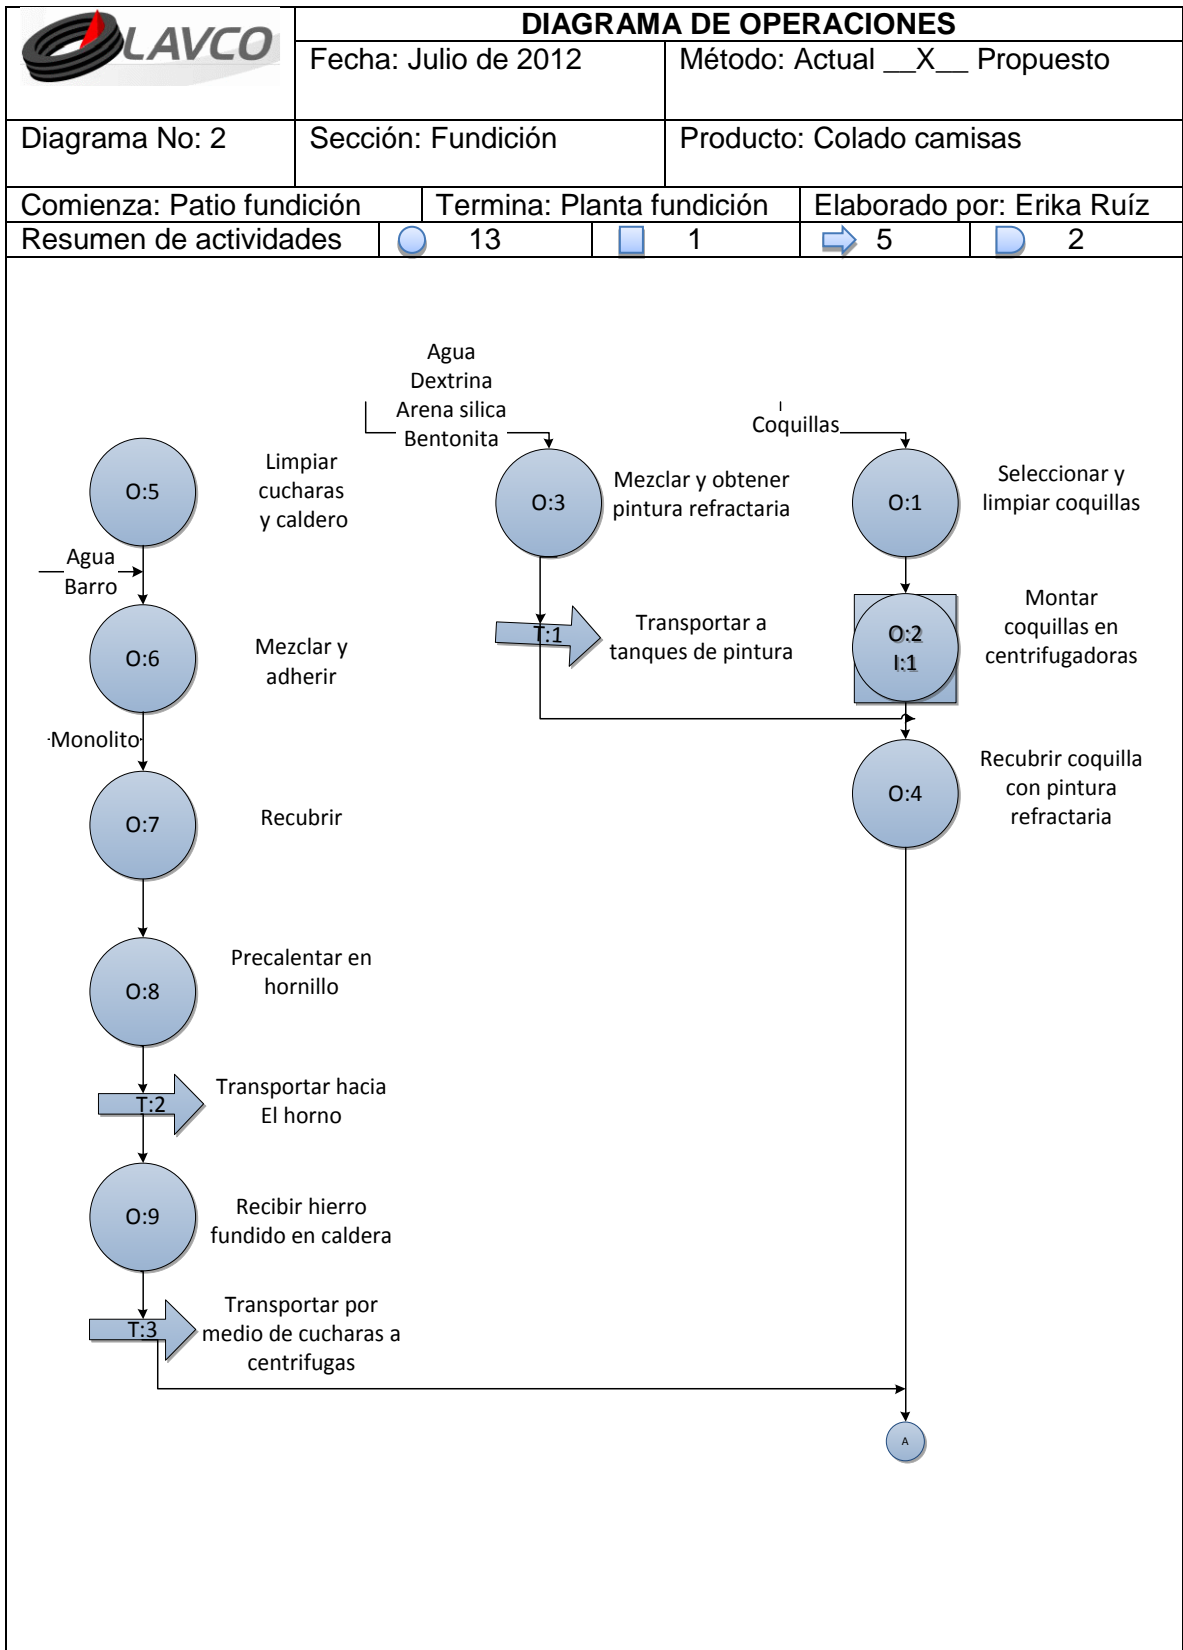 LAVCO
DIAGRAMA DE OPERACIONES
Fecha: Julio de 2012
Método: Actual __X__ Propuesto
Diagrama No: 2
Sección: Fundición
Producto: Colado camisas
Comienza: Patio fundición
Termina: Planta fundición
Elaborado por: Erika Ruíz
Resumen de actividades
13
1
5
2
Agua
Dextrina
Arena silica
Bentonita
Coquillas
O:5
Limpiar
cucharas
y caldero
O:3
Mezclar y obtener
pintura refractaria
O:1
Seleccionar y
limpiar coquillas
Agua
Barro
O:6
Mezclar y
adherir
T:1
Transportar a
tanques de pintura
O:2
I:1
Montar
coquillas en
centrifugadoras
Monolito
O:7
Recubrir
O:4
Recubrir coquilla
con pintura
refractaria
O:8
Precalentar en
hornillo
T:2
Transportar hacia
El horno
O:9
Recibir hierro
fundido en caldera
T:3
Transportar por
medio de cucharas a
centrifugas
A